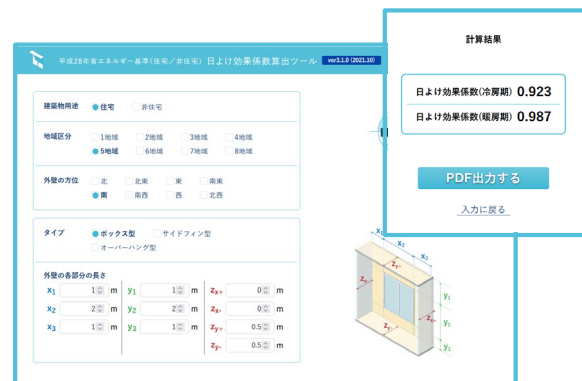 平成28年省エネルギー基準(住宅／非住宅) 日よけ効果係数算出ツール ver3.1.0 (2021.10)
建築物用途 住宅 非住宅
地域区分 1地域 2地域 3地域 4地域
5地域 6地域 7地域 8地域
外壁の方位 北 北東 東 南東
南 南西 西 北西
タイプ ボックス型 サイドフィン型
オーバーハング型
外壁の各部分の長さ
x1 1 m y1 1 m zx+ 0 m
x2 2 m y2 2 m zx- 0 m
x3 1 m y3 1 m zy+ 0.5 m
zy- 0.5 m
計算結果
日よけ効果係数(冷房期) 0.923
日よけ効果係数(暖房期) 0.987
PDF出力する
入力に戻る
x1
x2
x3
zy+
zx-
zx+
zy-
y1
y2
y3